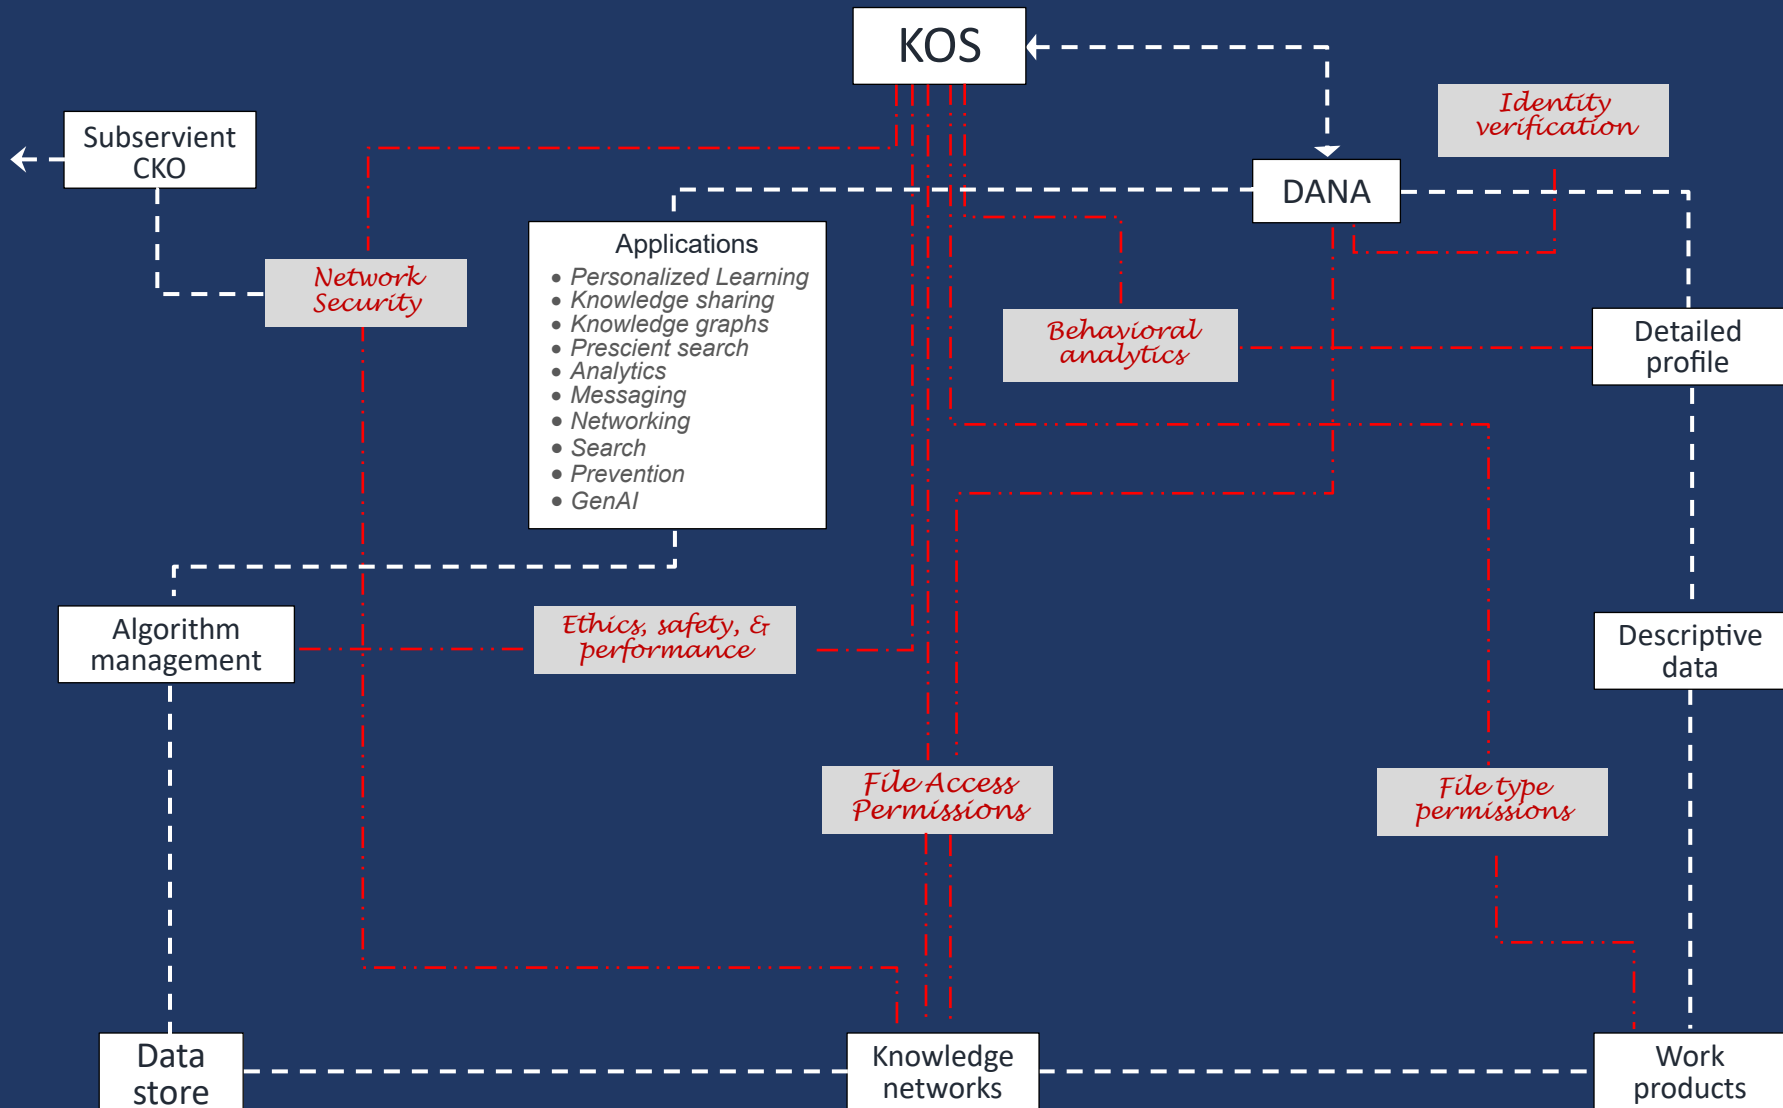 KOS
Identity
verification
Subservient
CKO
DANA
Applications
• Personalized Learning
• Knowledge sharing
• Knowledge graphs
• Prescient search
• Analytics
• Messaging
• Networking
• Search
• Prevention
• GenAI
Network
Security
Behavioral
analytics
Detailed
profile
Algorithm
management
Ethics, safety, &
performance
Descriptive
data
File Access
Permissions
File type
permissions
Data
store
Knowledge
networks
Work
products